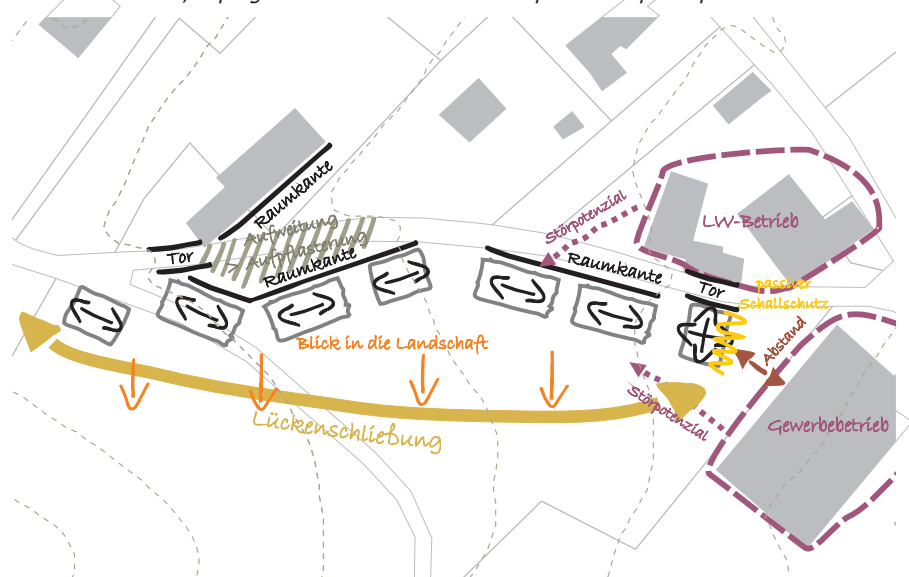 Raumkante
Aufweitung
Aufpflasterung
Tor
Raumkante
Störpotenzial
LW-Betrieb
Raumkante
Tor
passiver
Schallschutz
Abstand
Blick in die Landschaft
Störpotenzial
Gewerbebetrieb
Lückenschließung